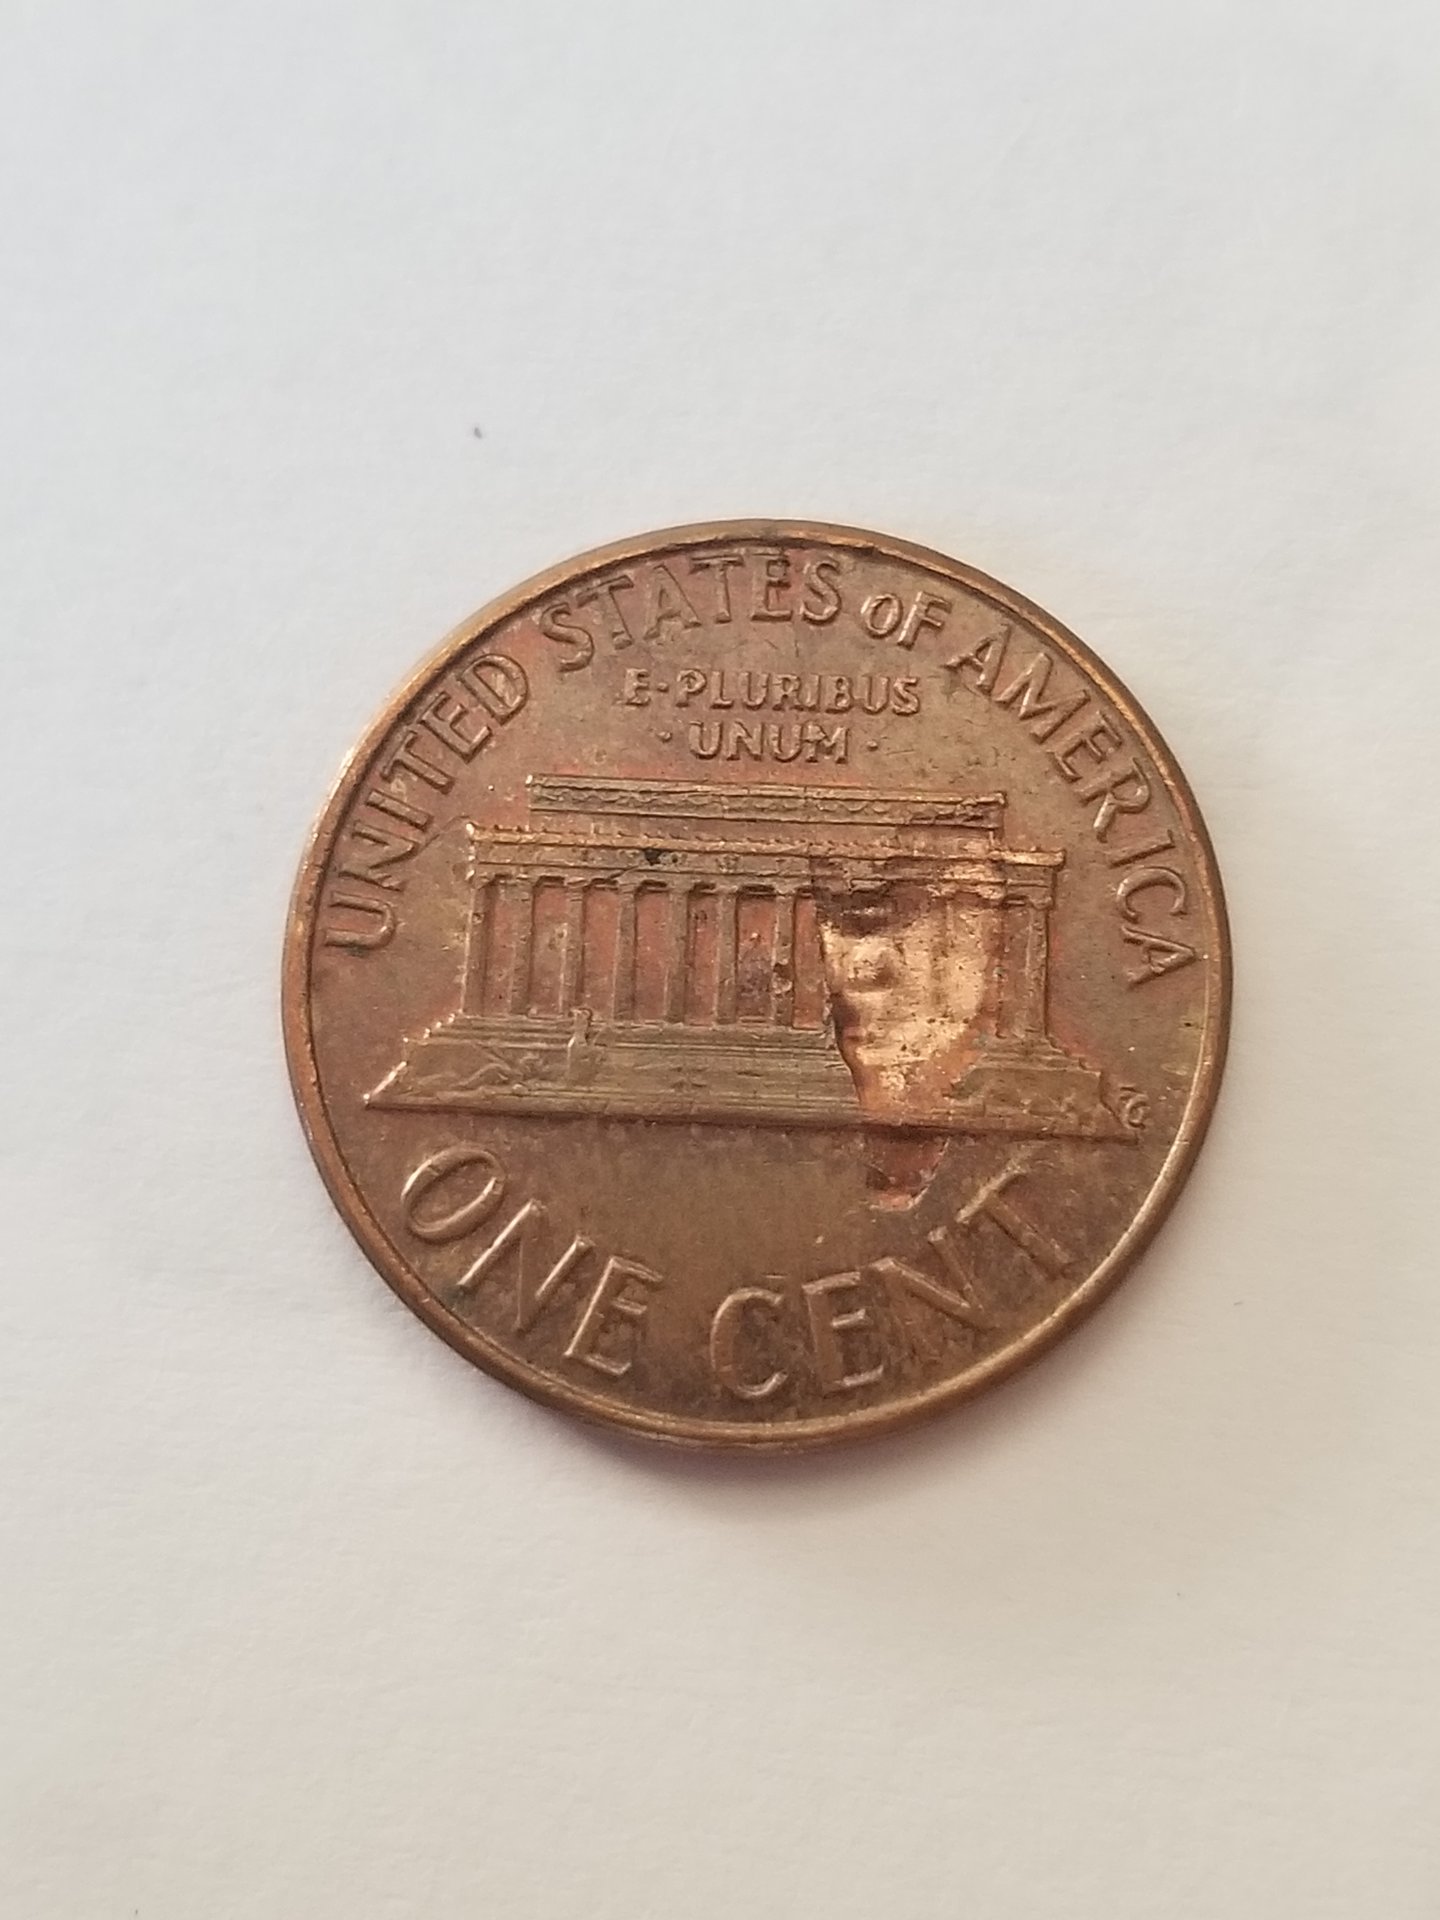 UNITED STATES OF AMERICA
E·PLURIBUS
·UNUM·
ONE CENT